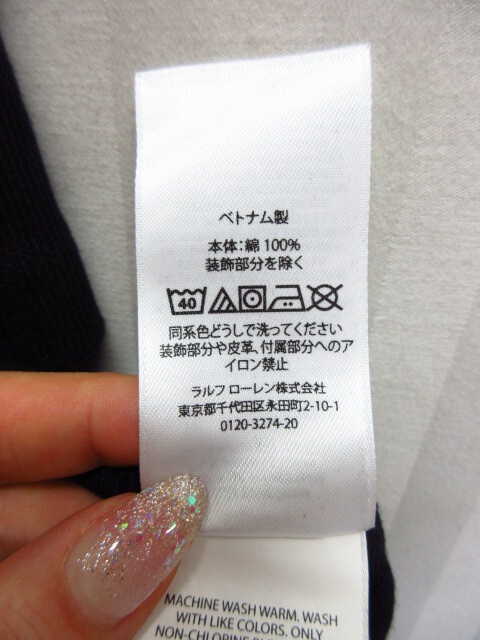 ベトナム製
本体：綿 100%
装飾部分を除く
40
同系色どうしで洗ってください
装飾部分や皮革、付属部分へのア
イロン禁止
ラルフ ローレン株式会社
東京都千代田区永田町2-10-1
0120-3274-20
MACHINE WASH WARM. WASH
WITH LIKE COLORS. ONLY
NON-CHLORINE